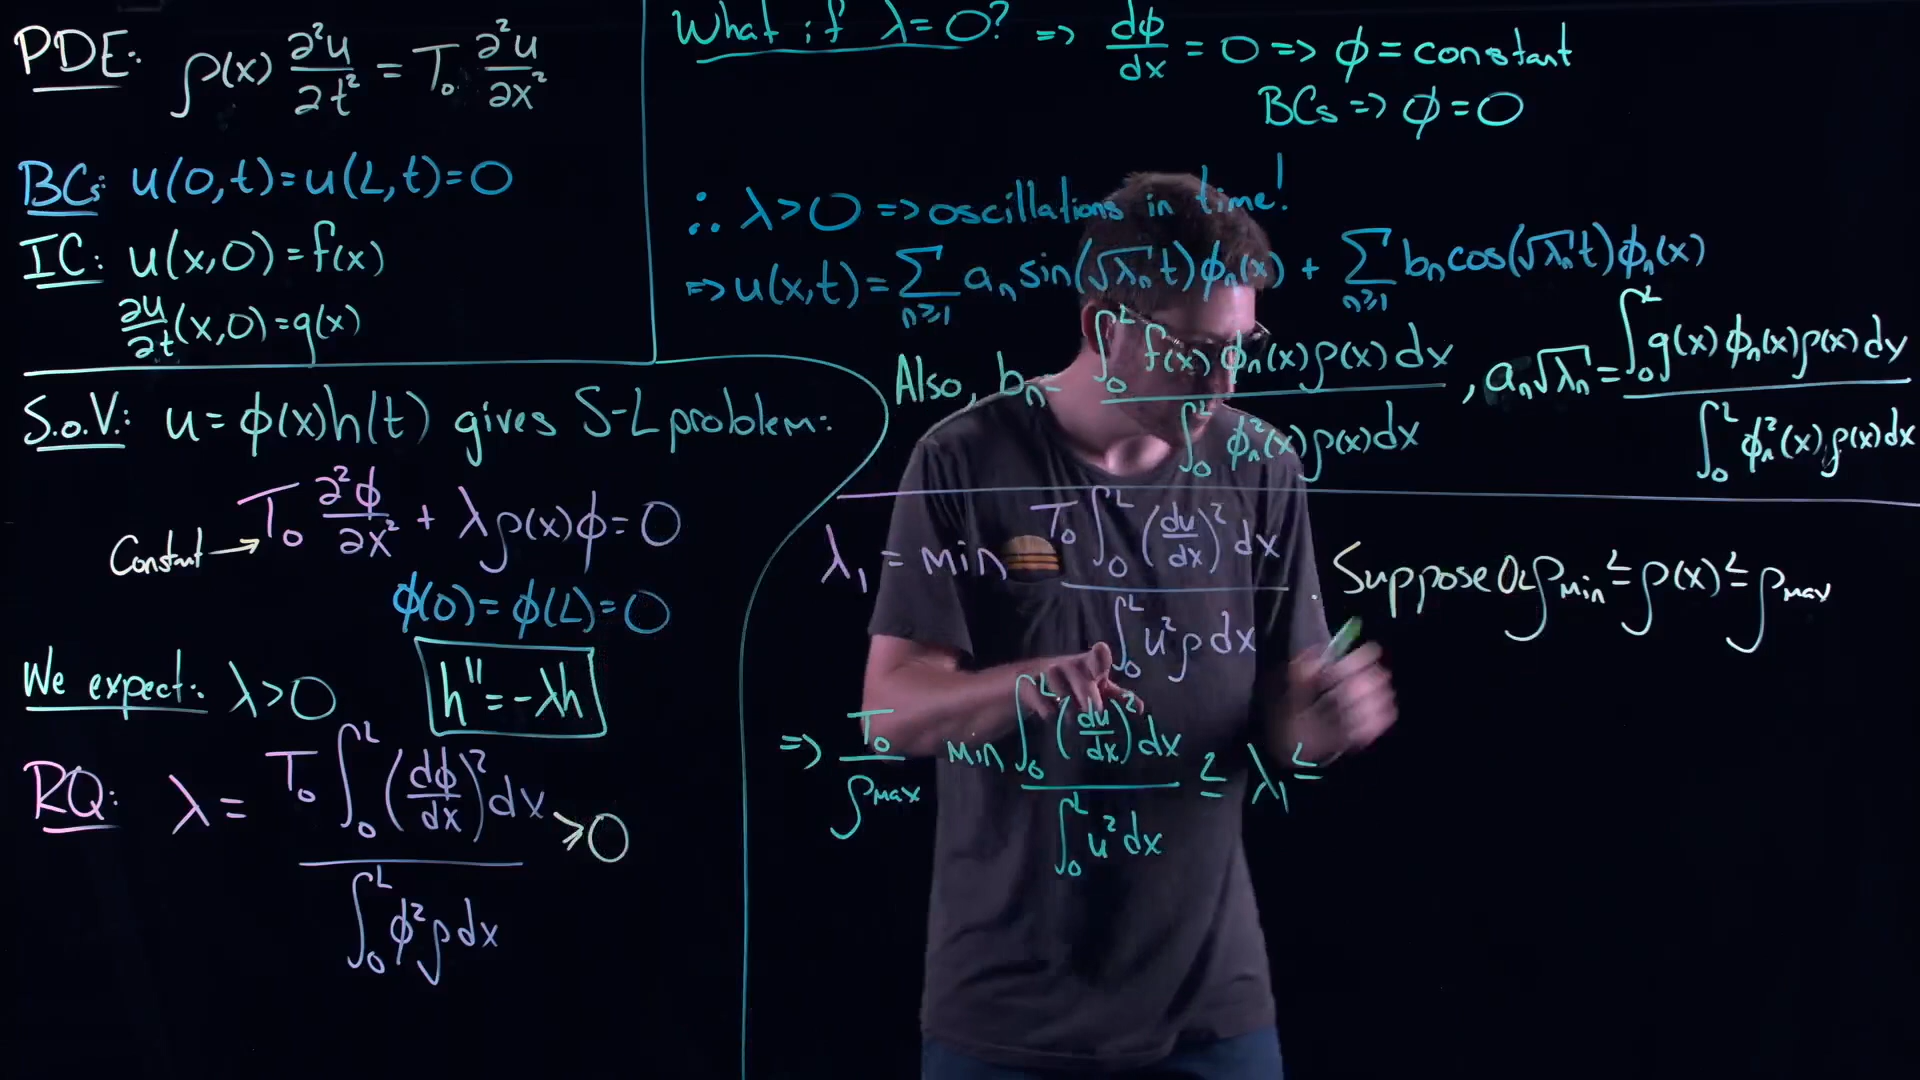 PDE: ρ(x) ∂²u/∂t² = T₀ ∂²u/∂x²
BCs: u(0,t)=u(L,t)=0
IC: u(x,0)=f(x)
∂u/∂t(x,0)=g(x)
S.o.V.: u=ϕ(x)h(t) gives S-L problem:
T₀ ∂²ϕ/∂x² + λρ(x)ϕ=0
Constant →
ϕ(0)=ϕ(L)=0
We expect: λ>0
h''=-λh
RQ: λ = T₀∫₀ᴸ(dϕ/dx)²dx / ∫₀ᴸϕ²ρdx >0
What if λ=0? => dϕ/dx = 0 => ϕ = constant
BCs => ϕ=0
∴ λ>0 => oscillations in time!
=> u(x,t) = ∑n≥1 aₙsin(√λₙt)ϕₙ(x) + ∑n≥1 bₙcos(√λₙt)ϕₙ(x)
Also, bₙ= ∫₀ᴸf(x)ϕₙ(x)ρ(x)dx / ∫₀ᴸϕₙ²(x)ρ(x)dx , aₙ√λₙ = ∫₀ᴸg(x)ϕₙ(x)ρ(x)dx / ∫₀ᴸϕₙ²(x)ρ(x)dx
λ₁ = min T₀∫₀ᴸ(du/dx)²dx / ∫₀ᴸu²ρdx . Suppose 0<ρmin≤ρ(x)≤ρmax
=> T₀/ρmax min ∫₀ᴸ(du/dx)²dx / ∫₀ᴸu²dx ≤ λ₁ ≤